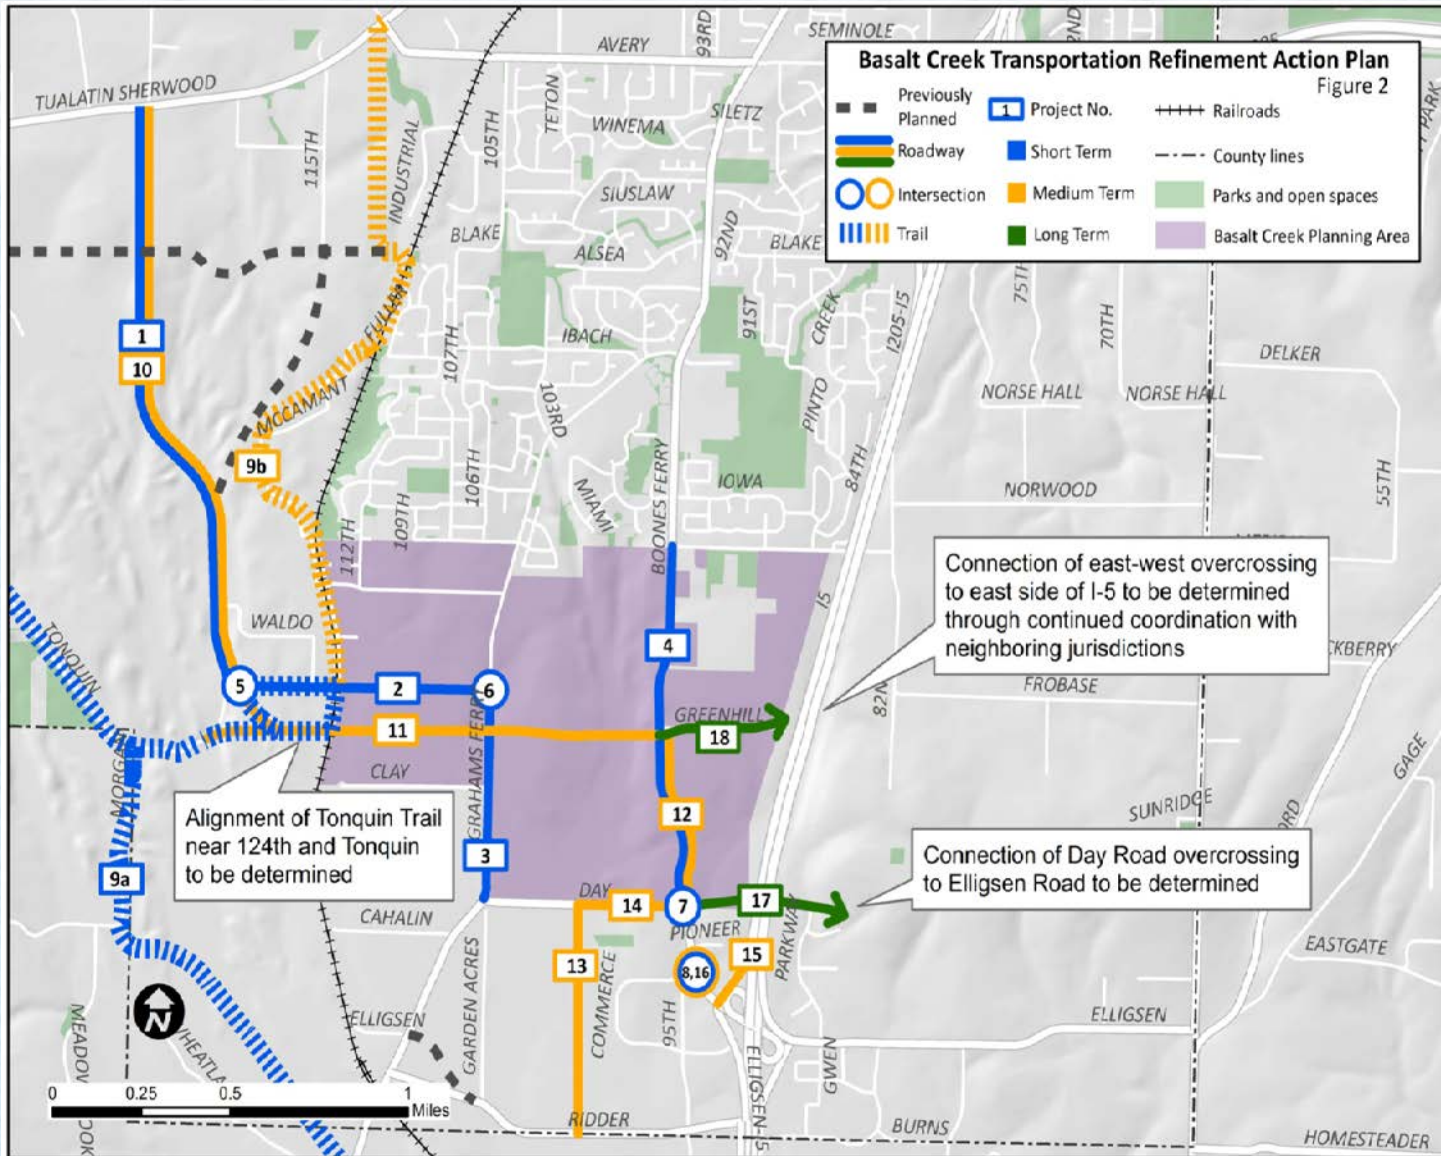 Basalt Creek Transportation Refinement Action Plan
Figure 2
Previously
Planned
1 Project No.
Railroads
Roadway
Short Term
County lines
Intersection
Medium Term
Parks and open spaces
Trail
Long Term
Basalt Creek Planning Area
SEMINOLE
AVERY
93RD
TUALATIN SHERWOOD
TETON
SILETZ
105TH
WINEMA
115TH
INDUSTRIAL
SIUSLAW
BLAKE
ALSEA
92ND
BLAKE
75TH
70TH
1
10
107TH
IBACH
91ST
CREEK
I205-I5
DELKER
MCCAMANT
103RD
PINTO
NORSE HALL
NORSE HALL
9b
106TH
MIAMI
BOONES FERRY
IOWA
84TH
NORWOOD
55TH
109TH
112TH
I5
Connection of east-west overcrossing
to east side of I-5 to be determined
through continued coordination with
neighboring jurisdictions
WALDO
TONQUIN
4
5
2
6
FROBASE
GREENHILL
11
18
GRAHAMS FERRY
CLAY
GAGE
Alignment of Tonquin Trail
near 124th and Tonquin
to be determined
12
SUNRIDGE
3
9a
Connection of Day Road overcrossing
to Elligsen Road to be determined
DAY
14
7
17
CAHALIN
PIONEER
PARKWAY
EASTGATE
13
COMMERCE
8,16
15
95TH
GARDEN ACRES
N
ELLIGSEN
ELLIGSEN
GWEN
ELLIGSEN-I5
0 0.25 0.5 1
Miles
RIDDER
BURNS
HOMESTEADER